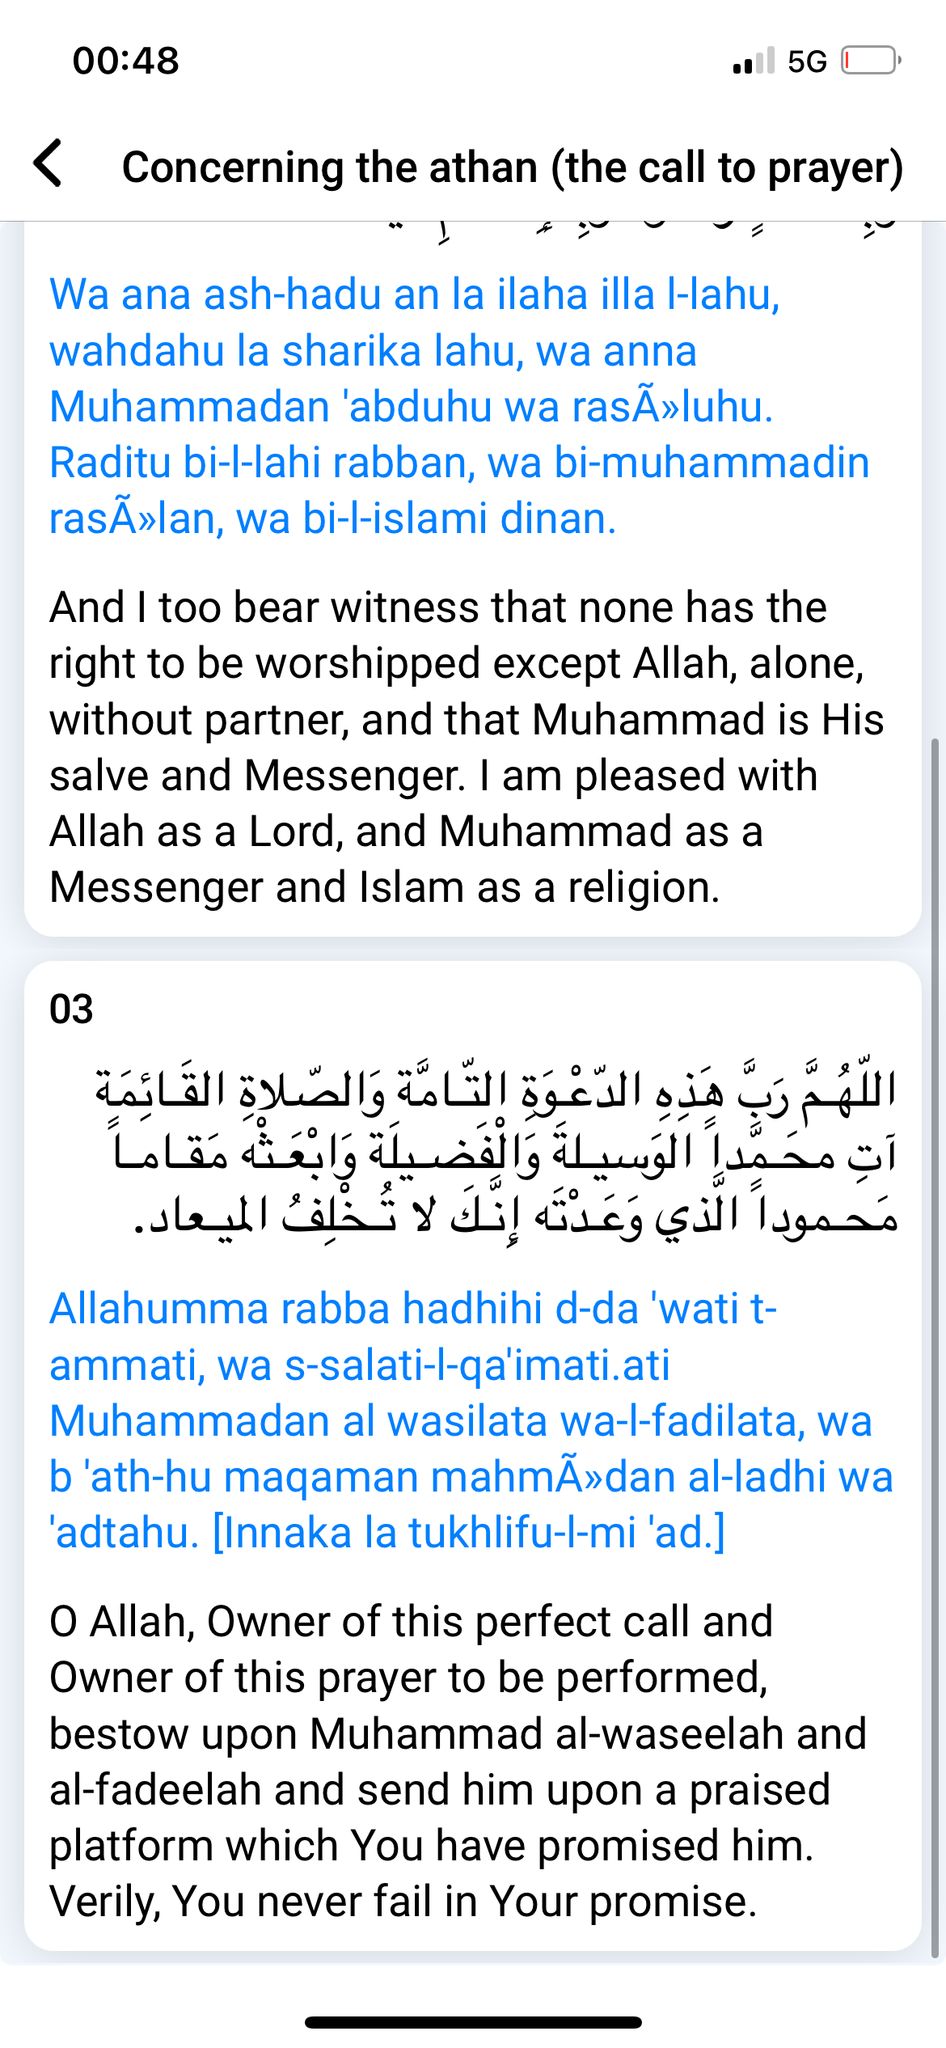 00:48
5G
Concerning the athan (the call to prayer)
Wa ana ash-hadu an la ilaha illa l-lahu,
wahdahu la sharika lahu, wa anna
Muhammadan 'abduhu wa rasÃ»luhu.
Raditu bi-l-lahi rabban, wa bi-muhammadin
rasÃ»lan, wa bi-l-islami dinan.
And I too bear witness that none has the
right to be worshipped except Allah, alone,
without partner, and that Muhammad is His
salve and Messenger. I am pleased with
Allah as a Lord, and Muhammad as a
Messenger and Islam as a religion.
03
اللّهُـمَّ رَبَّ هَذِهِ الدّعْـوَةِ التّـامَّة وَالصّلاةِ القَـائِمَة
آتِ محَـمَّداً الوَسيـلةَ وَالْفَضـيلَة وَابْعَـثْه مَقـامـاً
مَحـموداً الَّذي وَعَـدْتَه إِنَّـكَ لا تُـخْلِفُ الميـعاد.
Allahumma rabba hadhihi d-da 'wati t-
ammati, wa s-salati-l-qa'imati.ati
Muhammadan al wasilata wa-l-fadilata, wa
b 'ath-hu maqaman mahmÃ»dan al-ladhi wa
'adtahu. [Innaka la tukhlifu-l-mi 'ad.]
O Allah, Owner of this perfect call and
Owner of this prayer to be performed,
bestow upon Muhammad al-waseelah and
al-fadeelah and send him upon a praised
platform which You have promised him.
Verily, You never fail in Your promise.